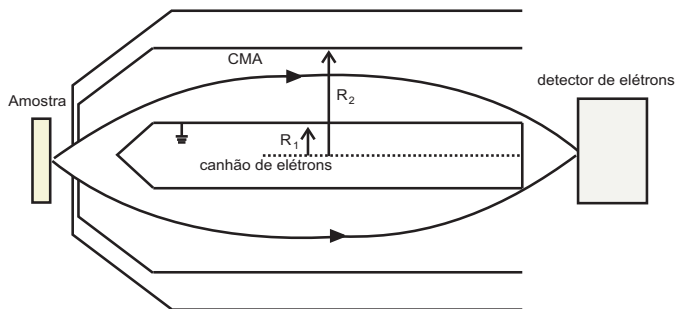 CMA
detector de elétrons
Amostra
R2
R1
canhão de elétrons